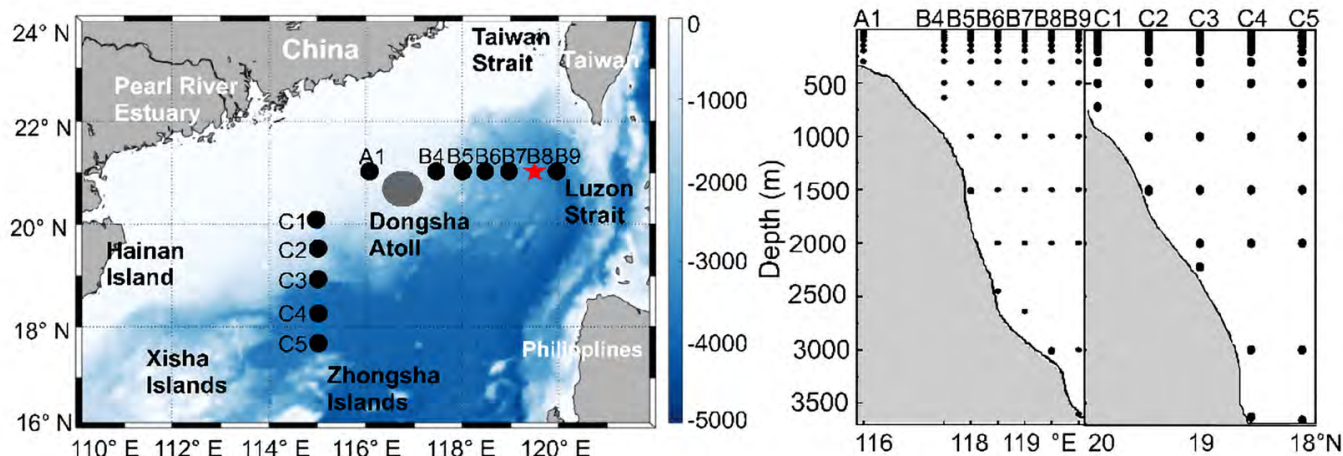 24° N
22° N
20° N
18° N
16° N
110° E
112° E
114° E
116° E
118° E
120° E
China
Pearl River
Estuary
Taiwan
Strait
Taiwan
A1
B4
B5
B6
B7
B8
B9
Luzon
Strait
Dongsha
Atoll
Hainan
Island
C1
C2
C3
C4
C5
Xisha
Islands
Zhongsha
Islands
Philipplines
0
-1000
-2000
-3000
-4000
-5000
A1
B4
B5
B6
B7
B8
B9
C1
C2
C3
C4
C5
Depth (m)
500
1000
1500
2000
2500
3000
3500
116
118
119
°E
20
19
18°N